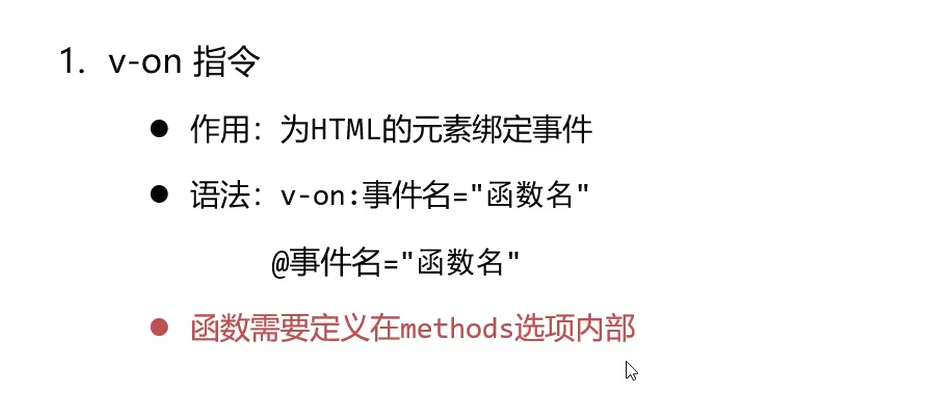 1. v-on 指令
● 作用：为HTML的元素绑定事件
● 语法：v-on:事件名="函数名"
@事件名="函数名"
● 函数需要定义在methods选项内部